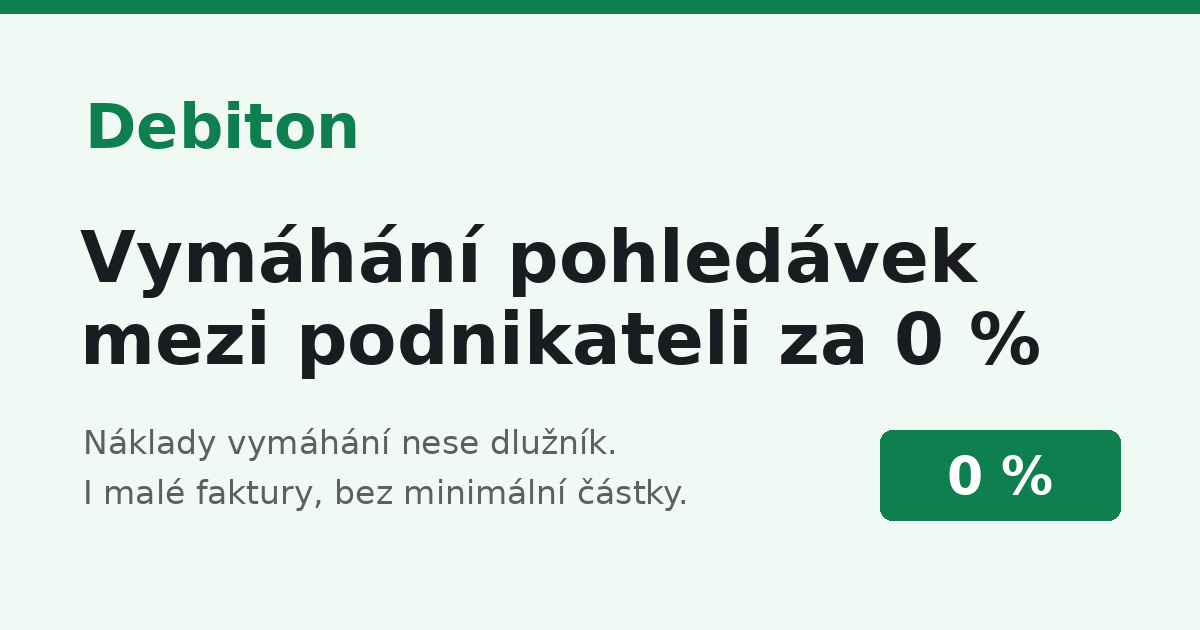 Debiton
Vymáhání pohledávek
mezi podnikateli za 0 %
Náklady vymáhání nese dlužník.
I malé faktury, bez minimální částky.
0 %